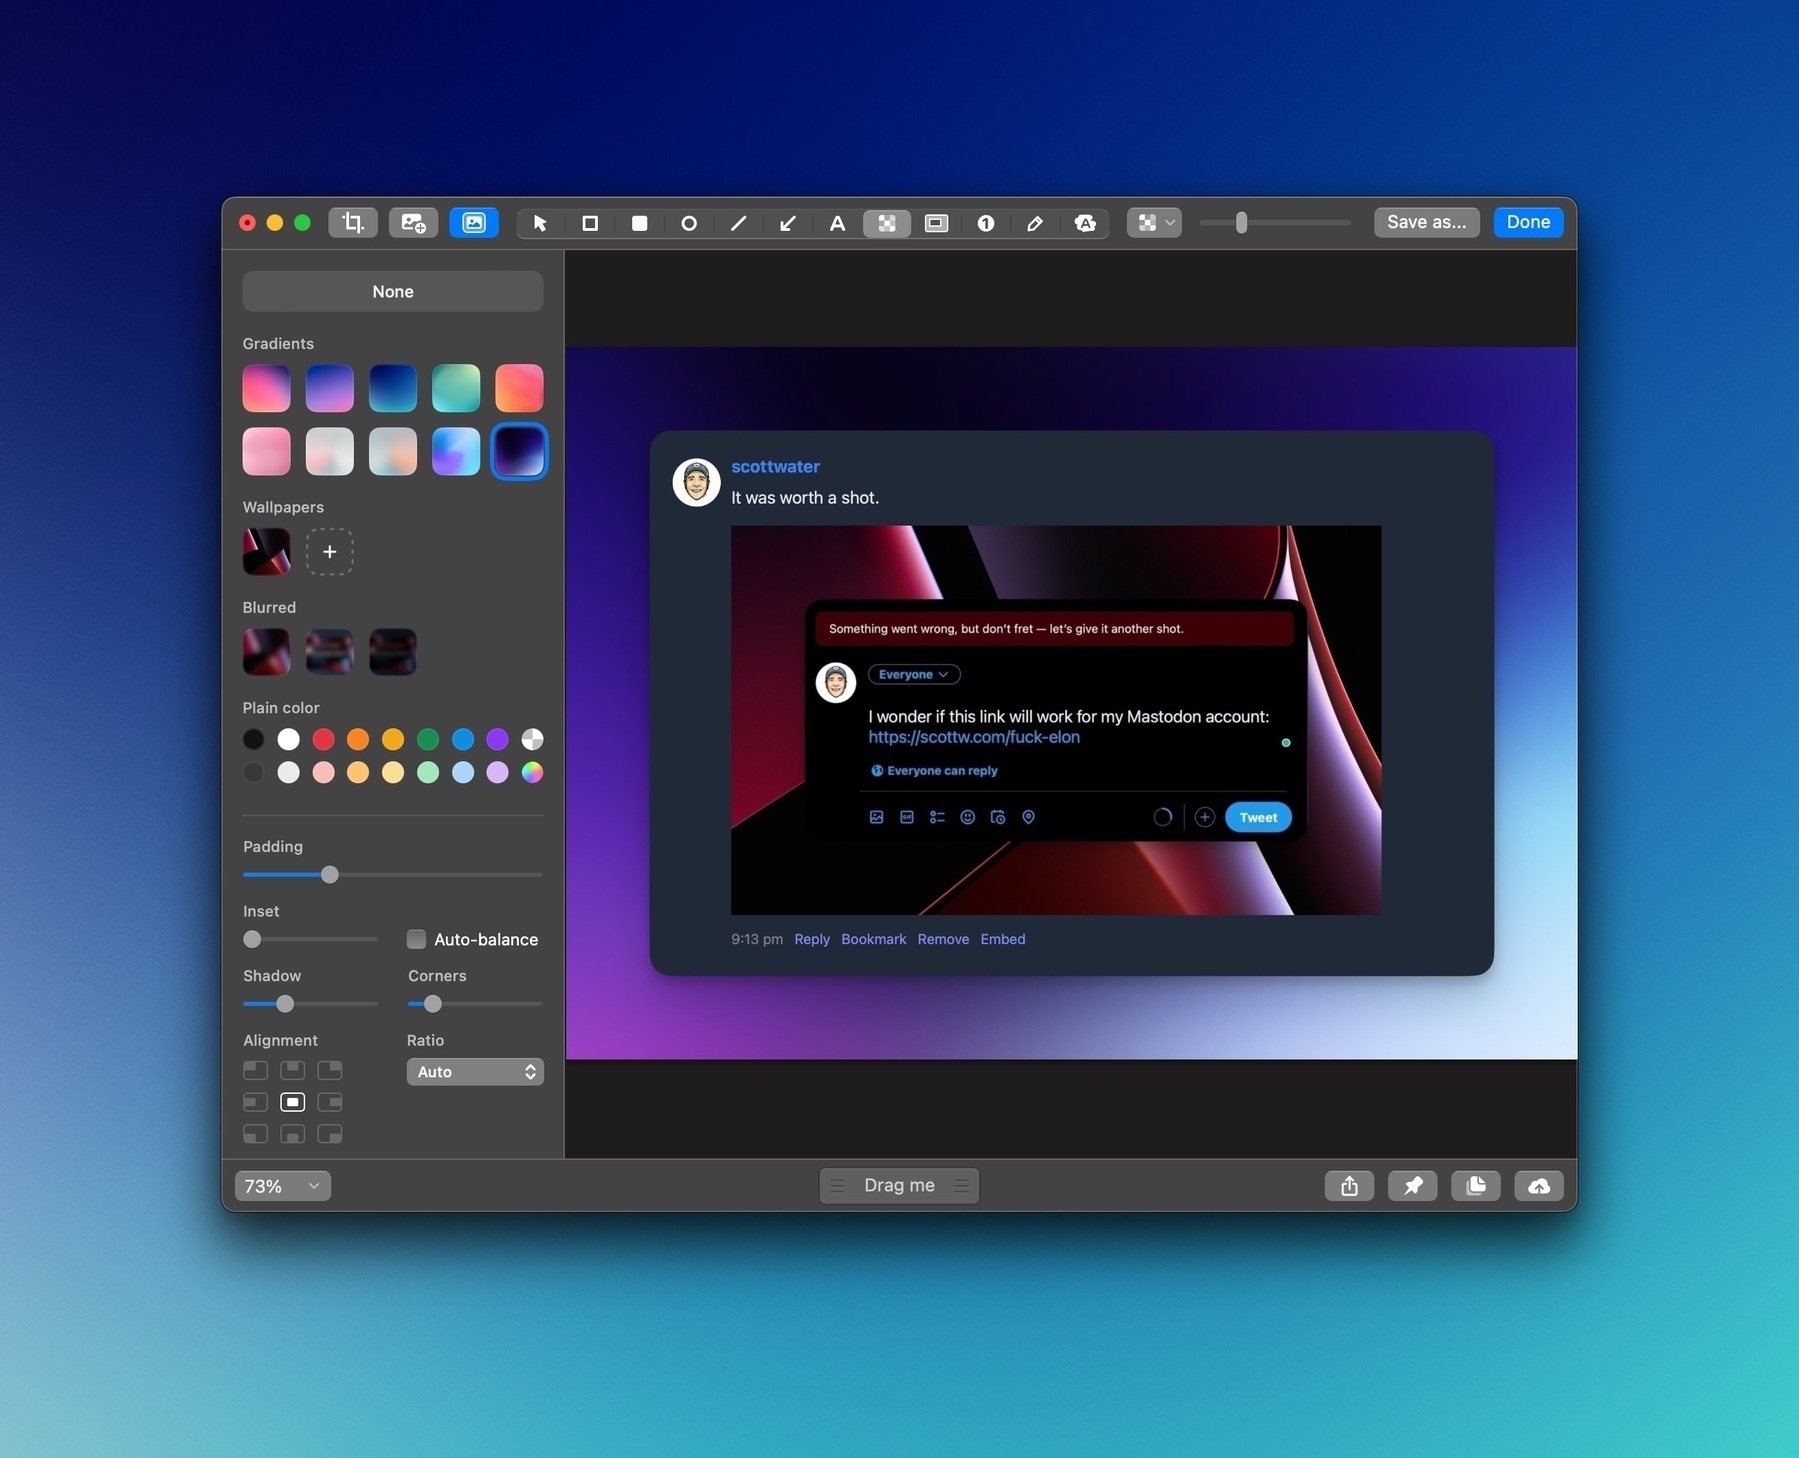 A
1
A
Save as...
Done
None
Gradients
Wallpapers
+
Blurred
Plain color
Padding
Inset
Auto-balance
Shadow
Corners
Alignment
Ratio
Auto
scottwater
It was worth a shot.
Something went wrong, but don't fret — let's give it another shot.
Everyone
I wonder if this link will work for my Mastodon account:
https://scottw.com/fuck-elon
Everyone can reply
GIF
Tweet
9:13 pm Reply Bookmark Remove Embed
73%
Drag me